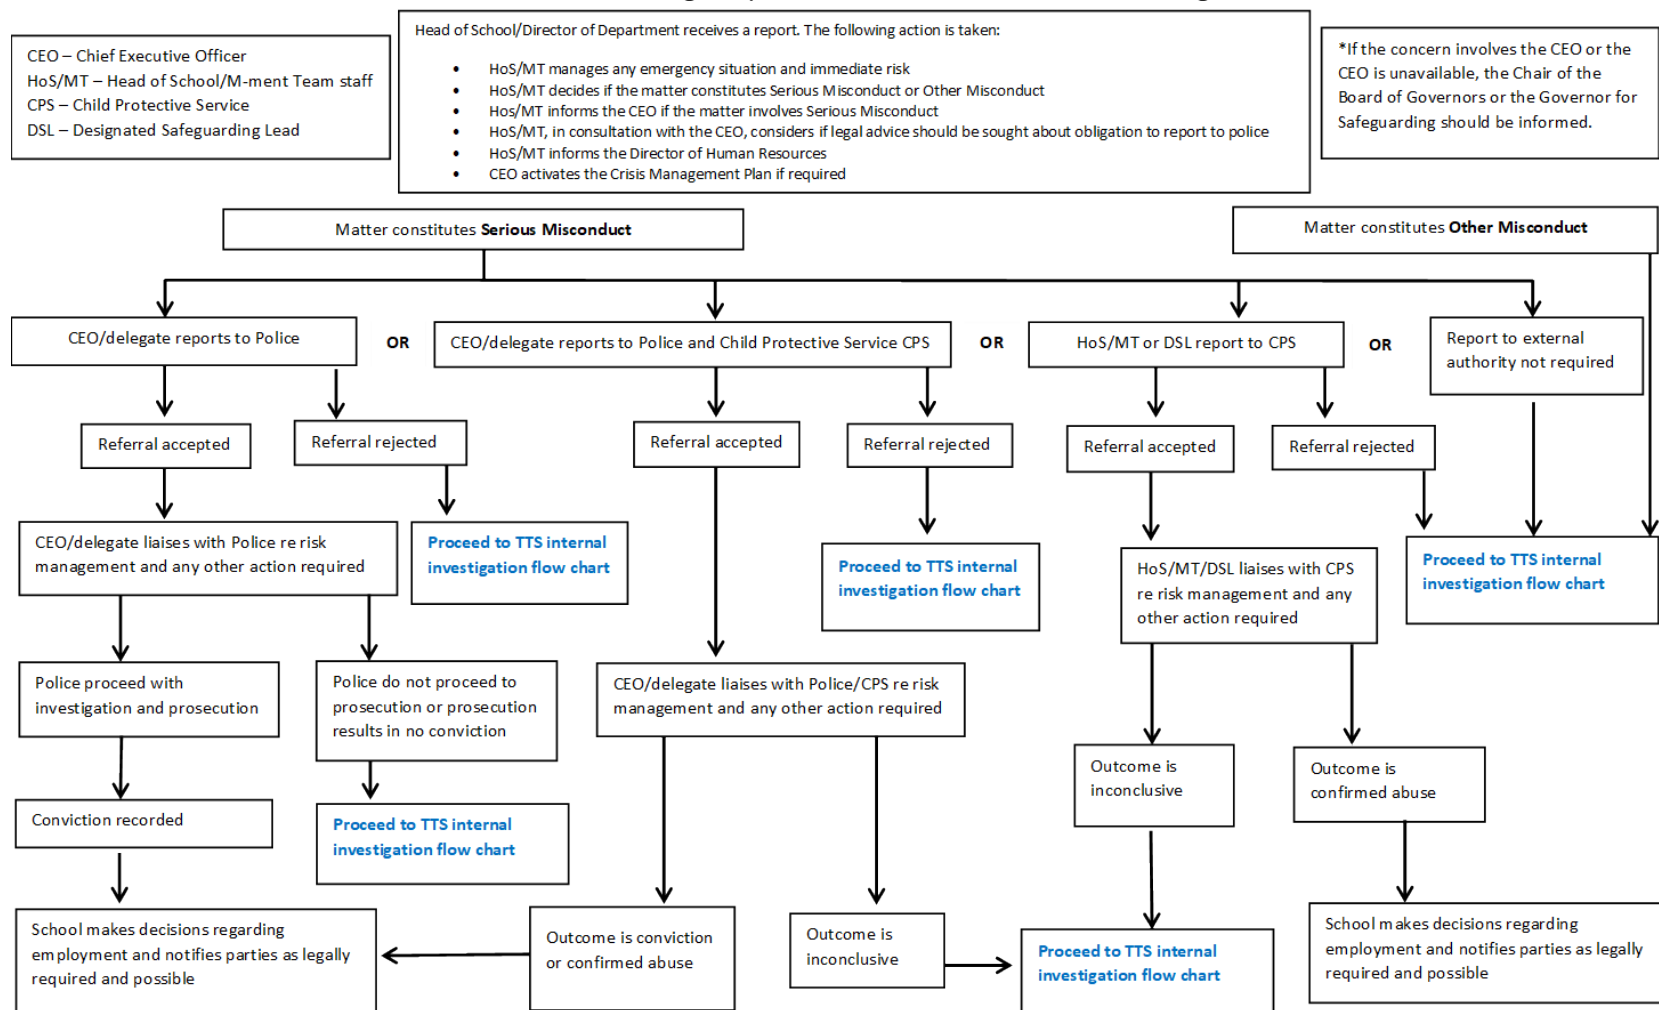 CEO – Chief Executive Officer
HoS/MT – Head of School/M-ment Team staff
CPS – Child Protective Service
DSL – Designated Safeguarding Lead
Head of School/Director of Department receives a report. The following action is taken:
• HoS/MT manages any emergency situation and immediate risk
• HoS/MT decides if the matter constitutes Serious Misconduct or Other Misconduct
• Hos/MT informs the CEO if the matter involves Serious Misconduct
• HoS/MT, in consultation with the CEO, considers if legal advice should be sought about obligation to report to police
• HoS/MT informs the Director of Human Resources
• CEO activates the Crisis Management Plan if required
*If the concern involves the CEO or the
CEO is unavailable, the Chair of the
Board of Governors or the Governor for
Safeguarding should be informed.
Matter constitutes Serious Misconduct
Matter constitutes Other Misconduct
CEO/delegate reports to Police
OR
CEO/delegate reports to Police and Child Protective Service CPS
OR
HoS/MT or DSL report to CPS
OR
Report to external
authority not required
Referral accepted
Referral rejected
Referral accepted
Referral rejected
Referral accepted
Referral rejected
CEO/delegate liaises with Police re risk
management and any other action required
Proceed to TTS internal
investigation flow chart
Proceed to TTS internal
investigation flow chart
HoS/MT/DSL liaises with CPS
re risk management and any
other action required
Proceed to TTS internal
investigation flow chart
Police proceed with
investigation and prosecution
Police do not proceed to
prosecution or prosecution
results in no conviction
CEO/delegate liaises with Police/CPS re risk
management and any other action required
Outcome is
inconclusive
Outcome is
confirmed abuse
Conviction recorded
Proceed to TTS internal
investigation flow chart
School makes decisions regarding
employment and notifies parties as legally
required and possible
Outcome is conviction
or confirmed abuse
Outcome is
inconclusive
Proceed to TTS internal
investigation flow chart
School makes decisions regarding
employment and notifies parties as legally
required and possible